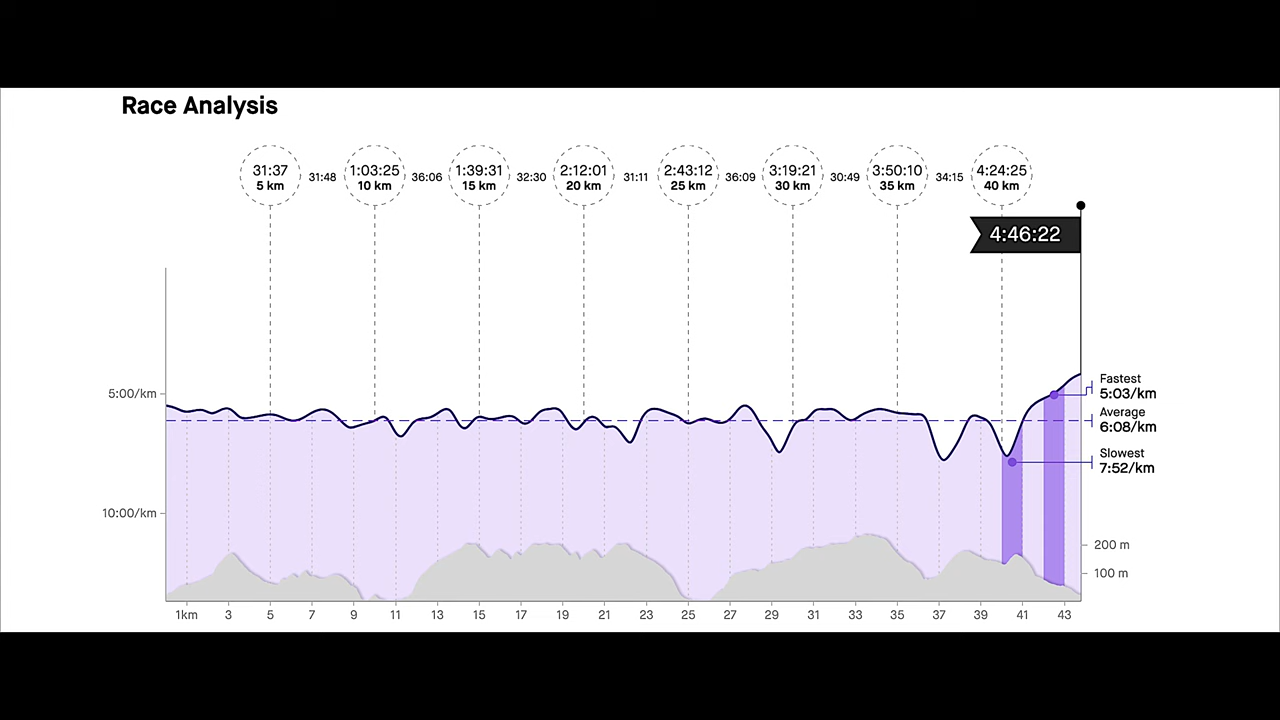 Race Analysis
31:37
5 km
31:48
1:03:25
10 km
36:06
1:39:31
15 km
32:30
2:12:01
20 km
31:11
2:43:12
25 km
36:09
3:19:21
30 km
30:49
3:50:10
35 km
34:15
4:24:25
40 km
4:46:22
5:00/km
10:00/km
Fastest
5:03/km
Average
6:08/km
Slowest
7:52/km
200 m
100 m
1km 3 5 7 9 11 13 15 17 19 21 23 25 27 29 31 33 35 37 39 41 43